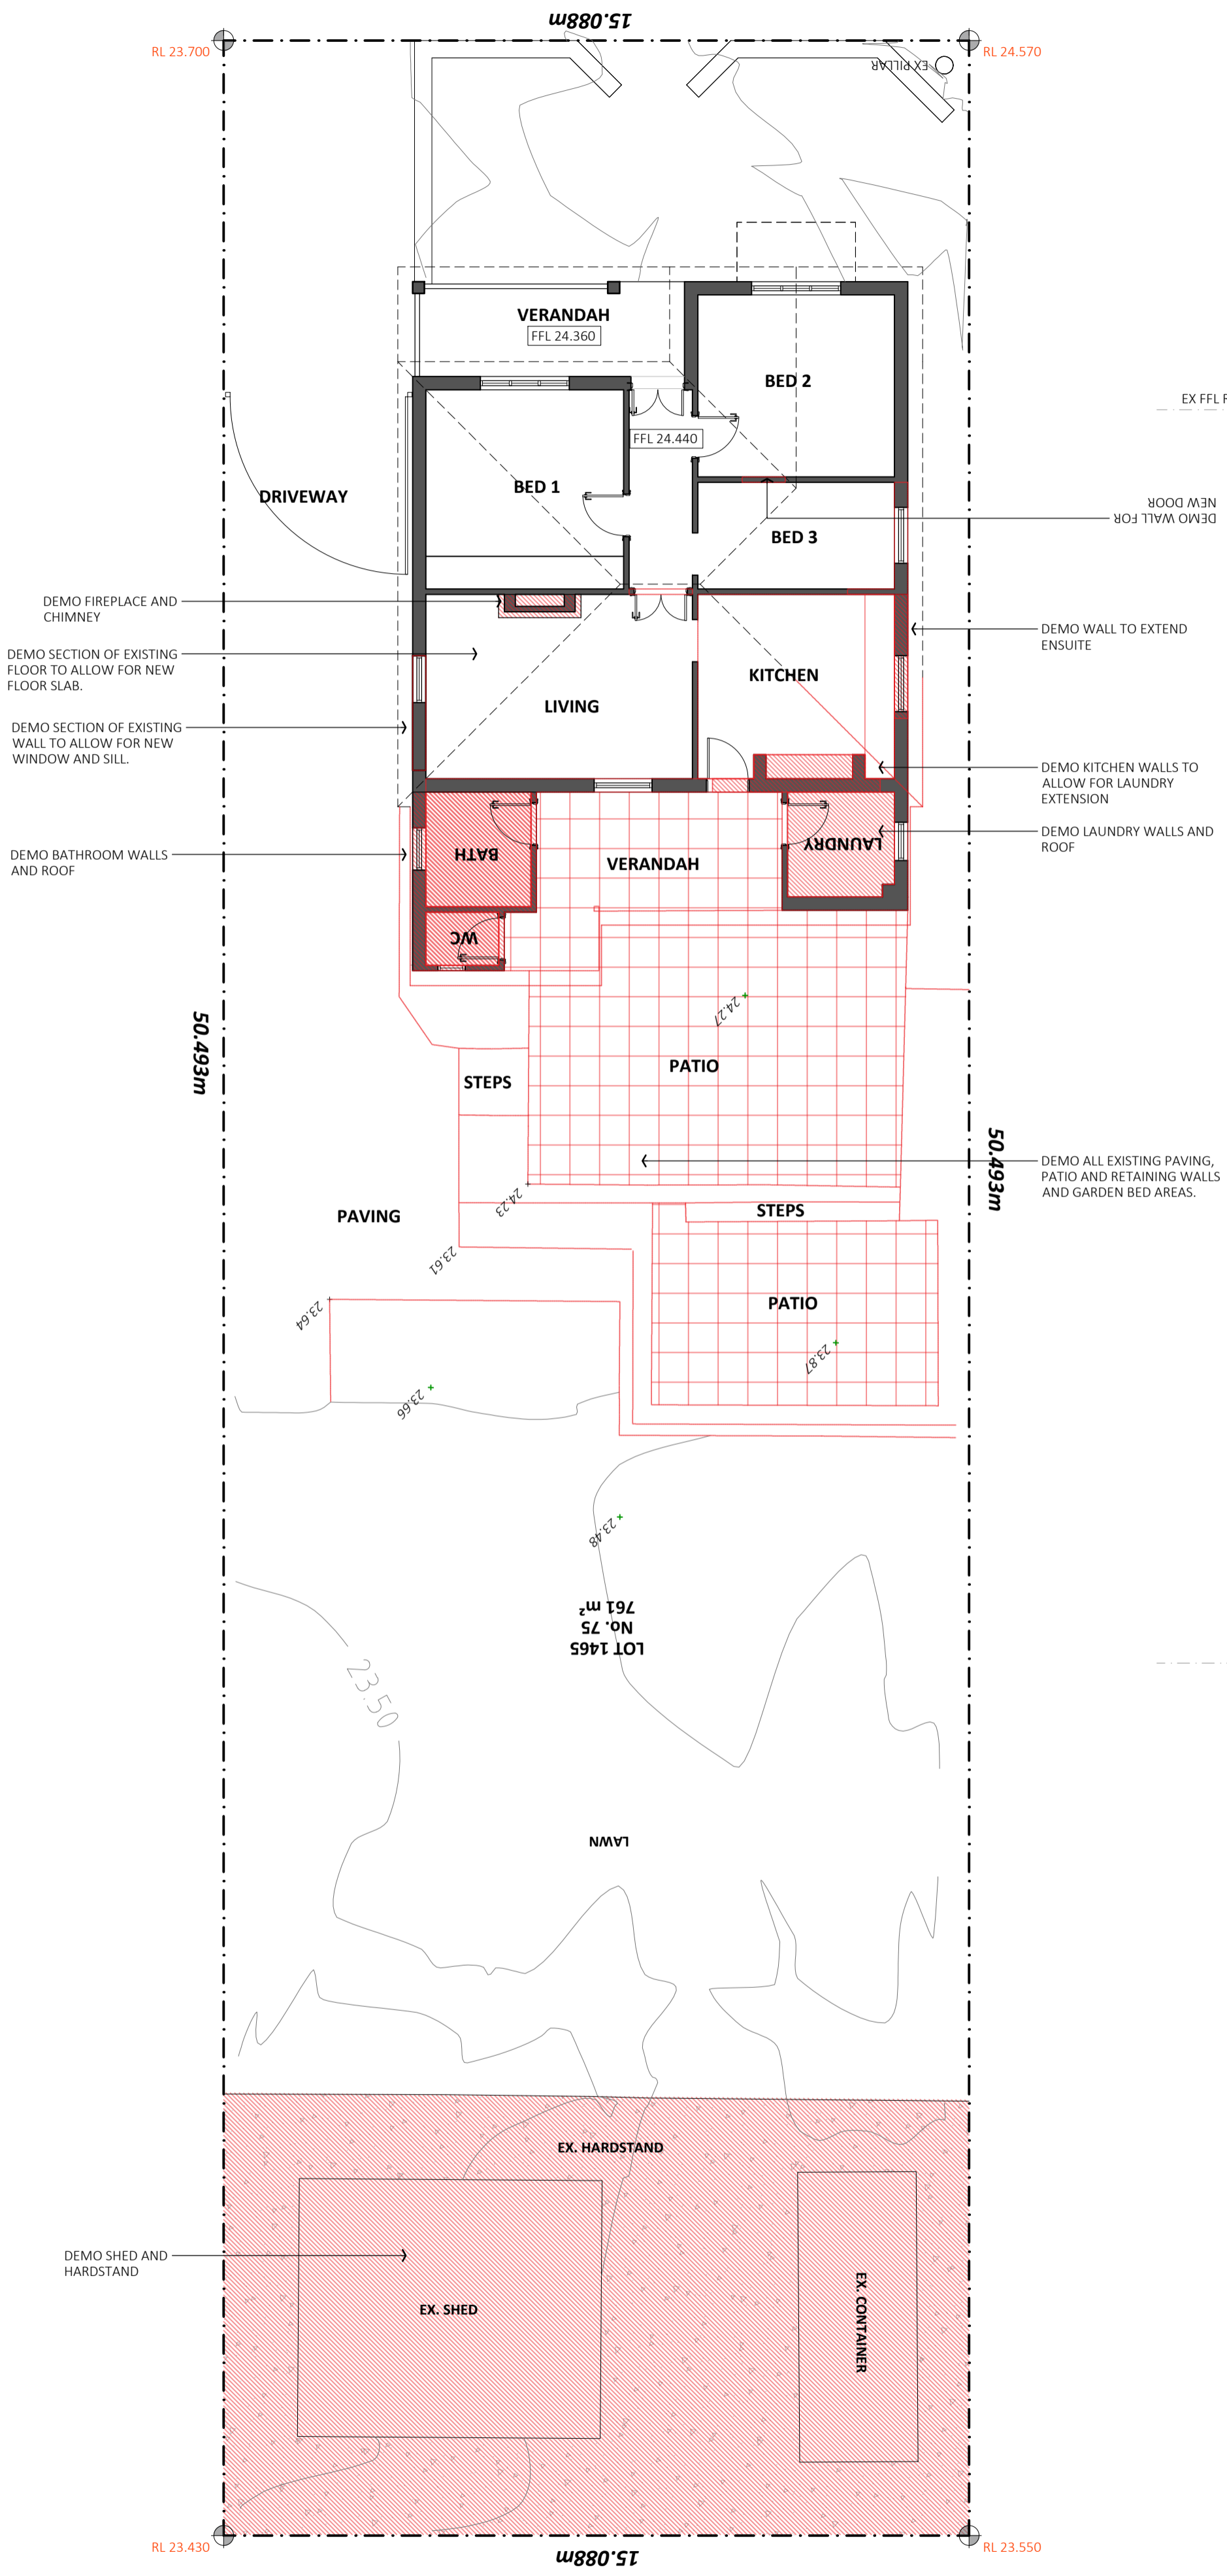 15.088m
RL 23.700
RL 24.570
EX PILLAR
VERANDAH
FFL 24.360
BED 2
EX FFL
FFL 24.440
BED 1
DRIVEWAY
DEMO WALL FOR
NEW DOOR
BED 3
DEMO FIREPLACE AND
CHIMNEY
DEMO WALL TO EXTEND
ENSUITE
DEMO SECTION OF EXISTING
FLOOR TO ALLOW FOR NEW
FLOOR SLAB.
KITCHEN
LIVING
DEMO SECTION OF EXISTING
WALL TO ALLOW FOR NEW
WINDOW AND SILL.
DEMO KITCHEN WALLS TO
ALLOW FOR LAUNDRY
EXTENSION
DEMO LAUNDRY WALLS AND
ROOF
LAUNDRY
DEMO BATHROOM WALLS
AND ROOF
BATH
VERANDAH
WC
24.27
50.493m
PATIO
STEPS
50.493m
DEMO ALL EXISTING PAVING,
PATIO AND RETAINING WALLS
AND GARDEN BED AREAS.
24.23
STEPS
PAVING
23.61
PATIO
23.64
23.87
23.66
23.48
LOT 1465
No. 75
761 m²
23.50
LAWN
EX. HARDSTAND
DEMO SHED AND
HARDSTAND
EX. SHED
EX. CONTAINER
RL 23.430
RL 23.550
15.088m